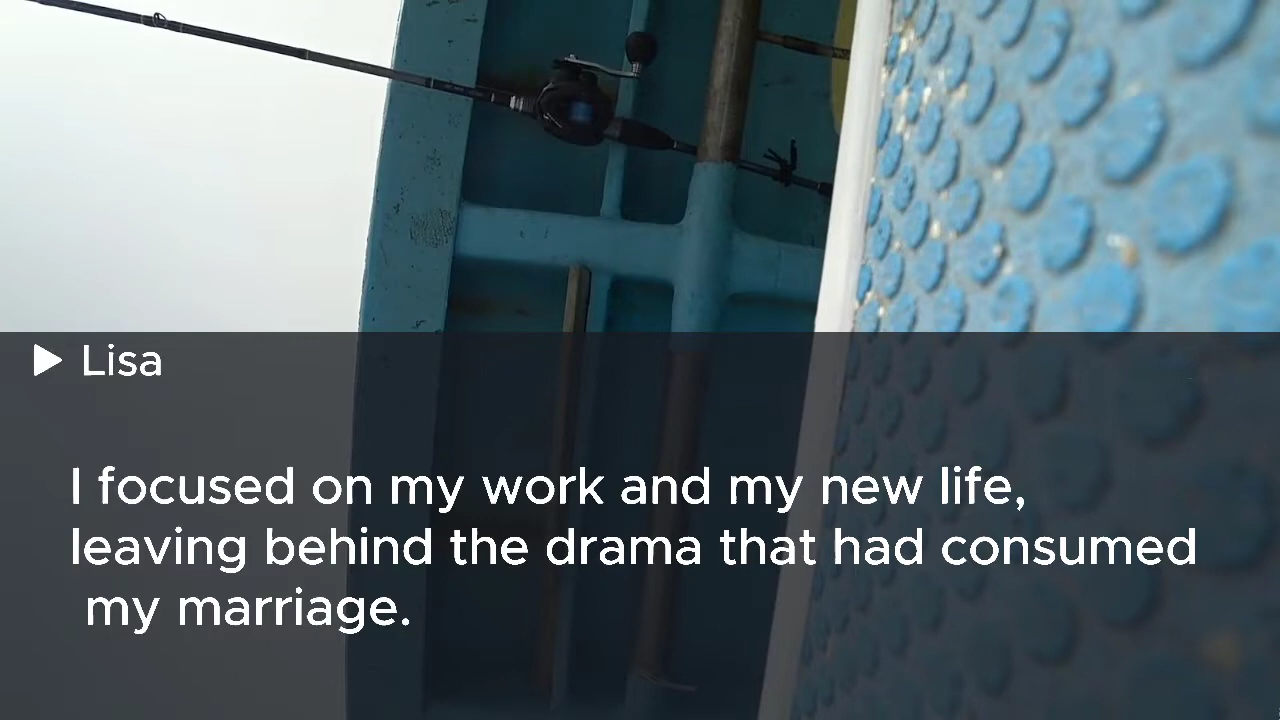 Lisa
I focused on my work and my new life,
leaving behind the drama that had consumed
my marriage.